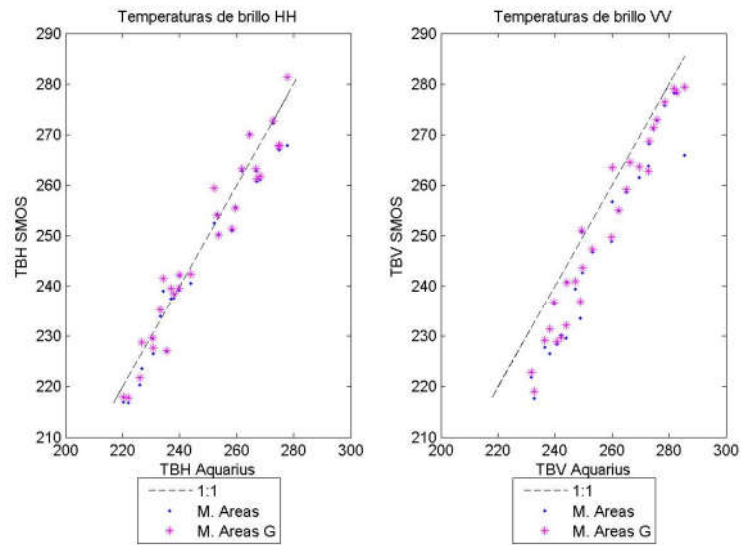 Temperaturas de brillo HH
290
280
270
260
250
240
230
220
210
TBH SMOS
200 220 240 260 280 300
TBH Aquarius
1:1
M. Areas
M. Areas G
Temperaturas de brillo VV
290
280
270
260
250
240
230
220
210
TBV SMOS
200 220 240 260 280 300
TBV Aquarius
1:1
M. Areas
M. Areas G